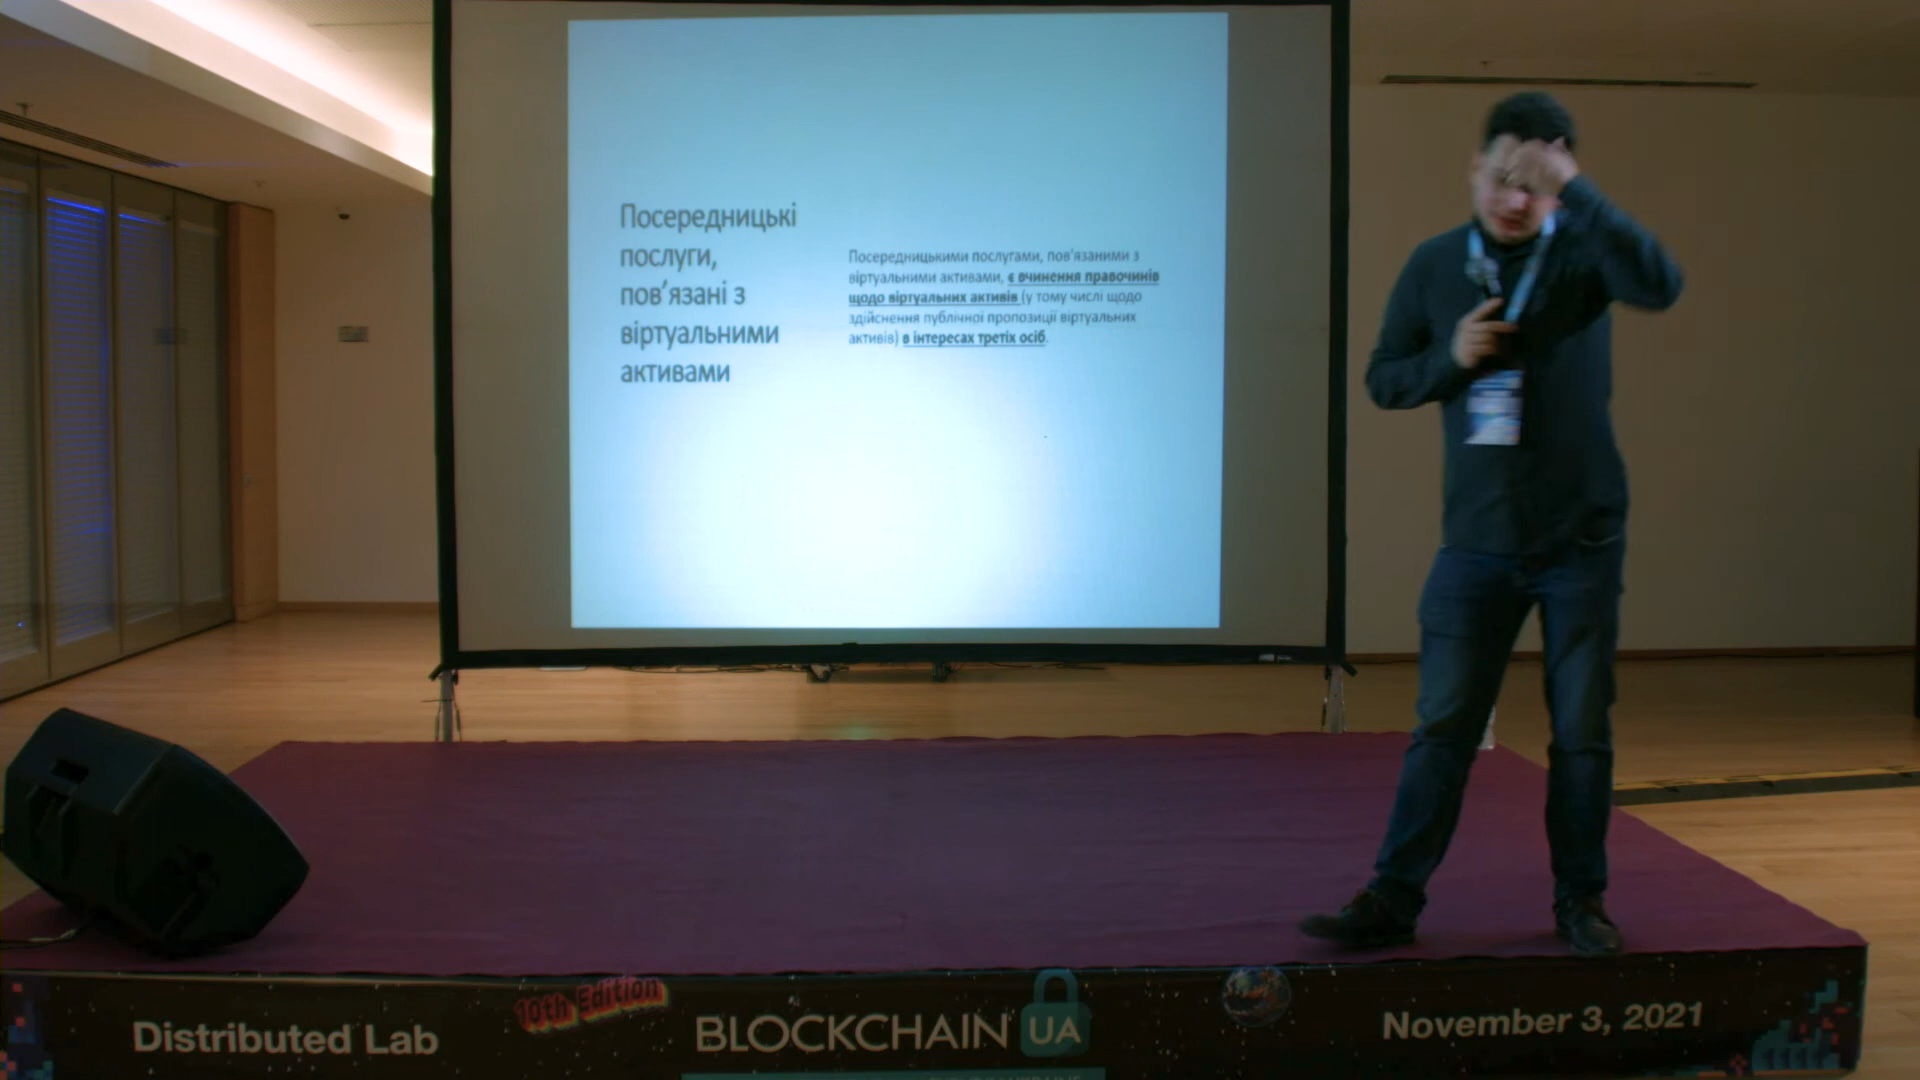 Посередницькі
послуги,
пов’язані з
віртуальними
активами
Посередницькими послугами, пов’язаними з
віртуальними активами, є вчинення правочинів
щодо віртуальних активів (у тому числі щодо
здійснення публічної пропозиції віртуальних
активів) в інтересах третіх осіб.
Distributed Lab
10th Edition
BLOCKCHAIN UA
November 3, 2021